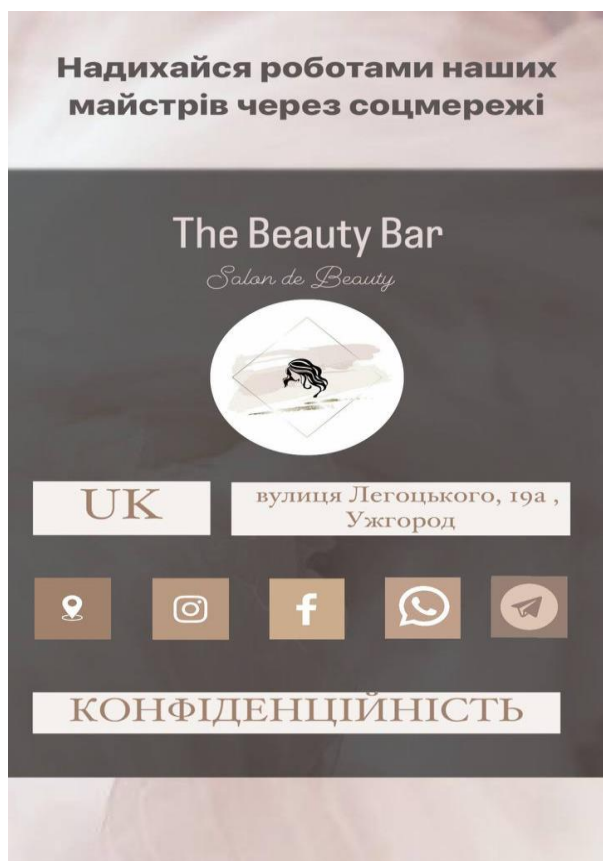 Надихайся роботами наших
майстрів через соцмережі
The Beauty Bar
Salon de Beauty
UK
вулиця Легоцького, 19а ,
Ужгород
КОНФІДЕНЦІЙНІСТЬ